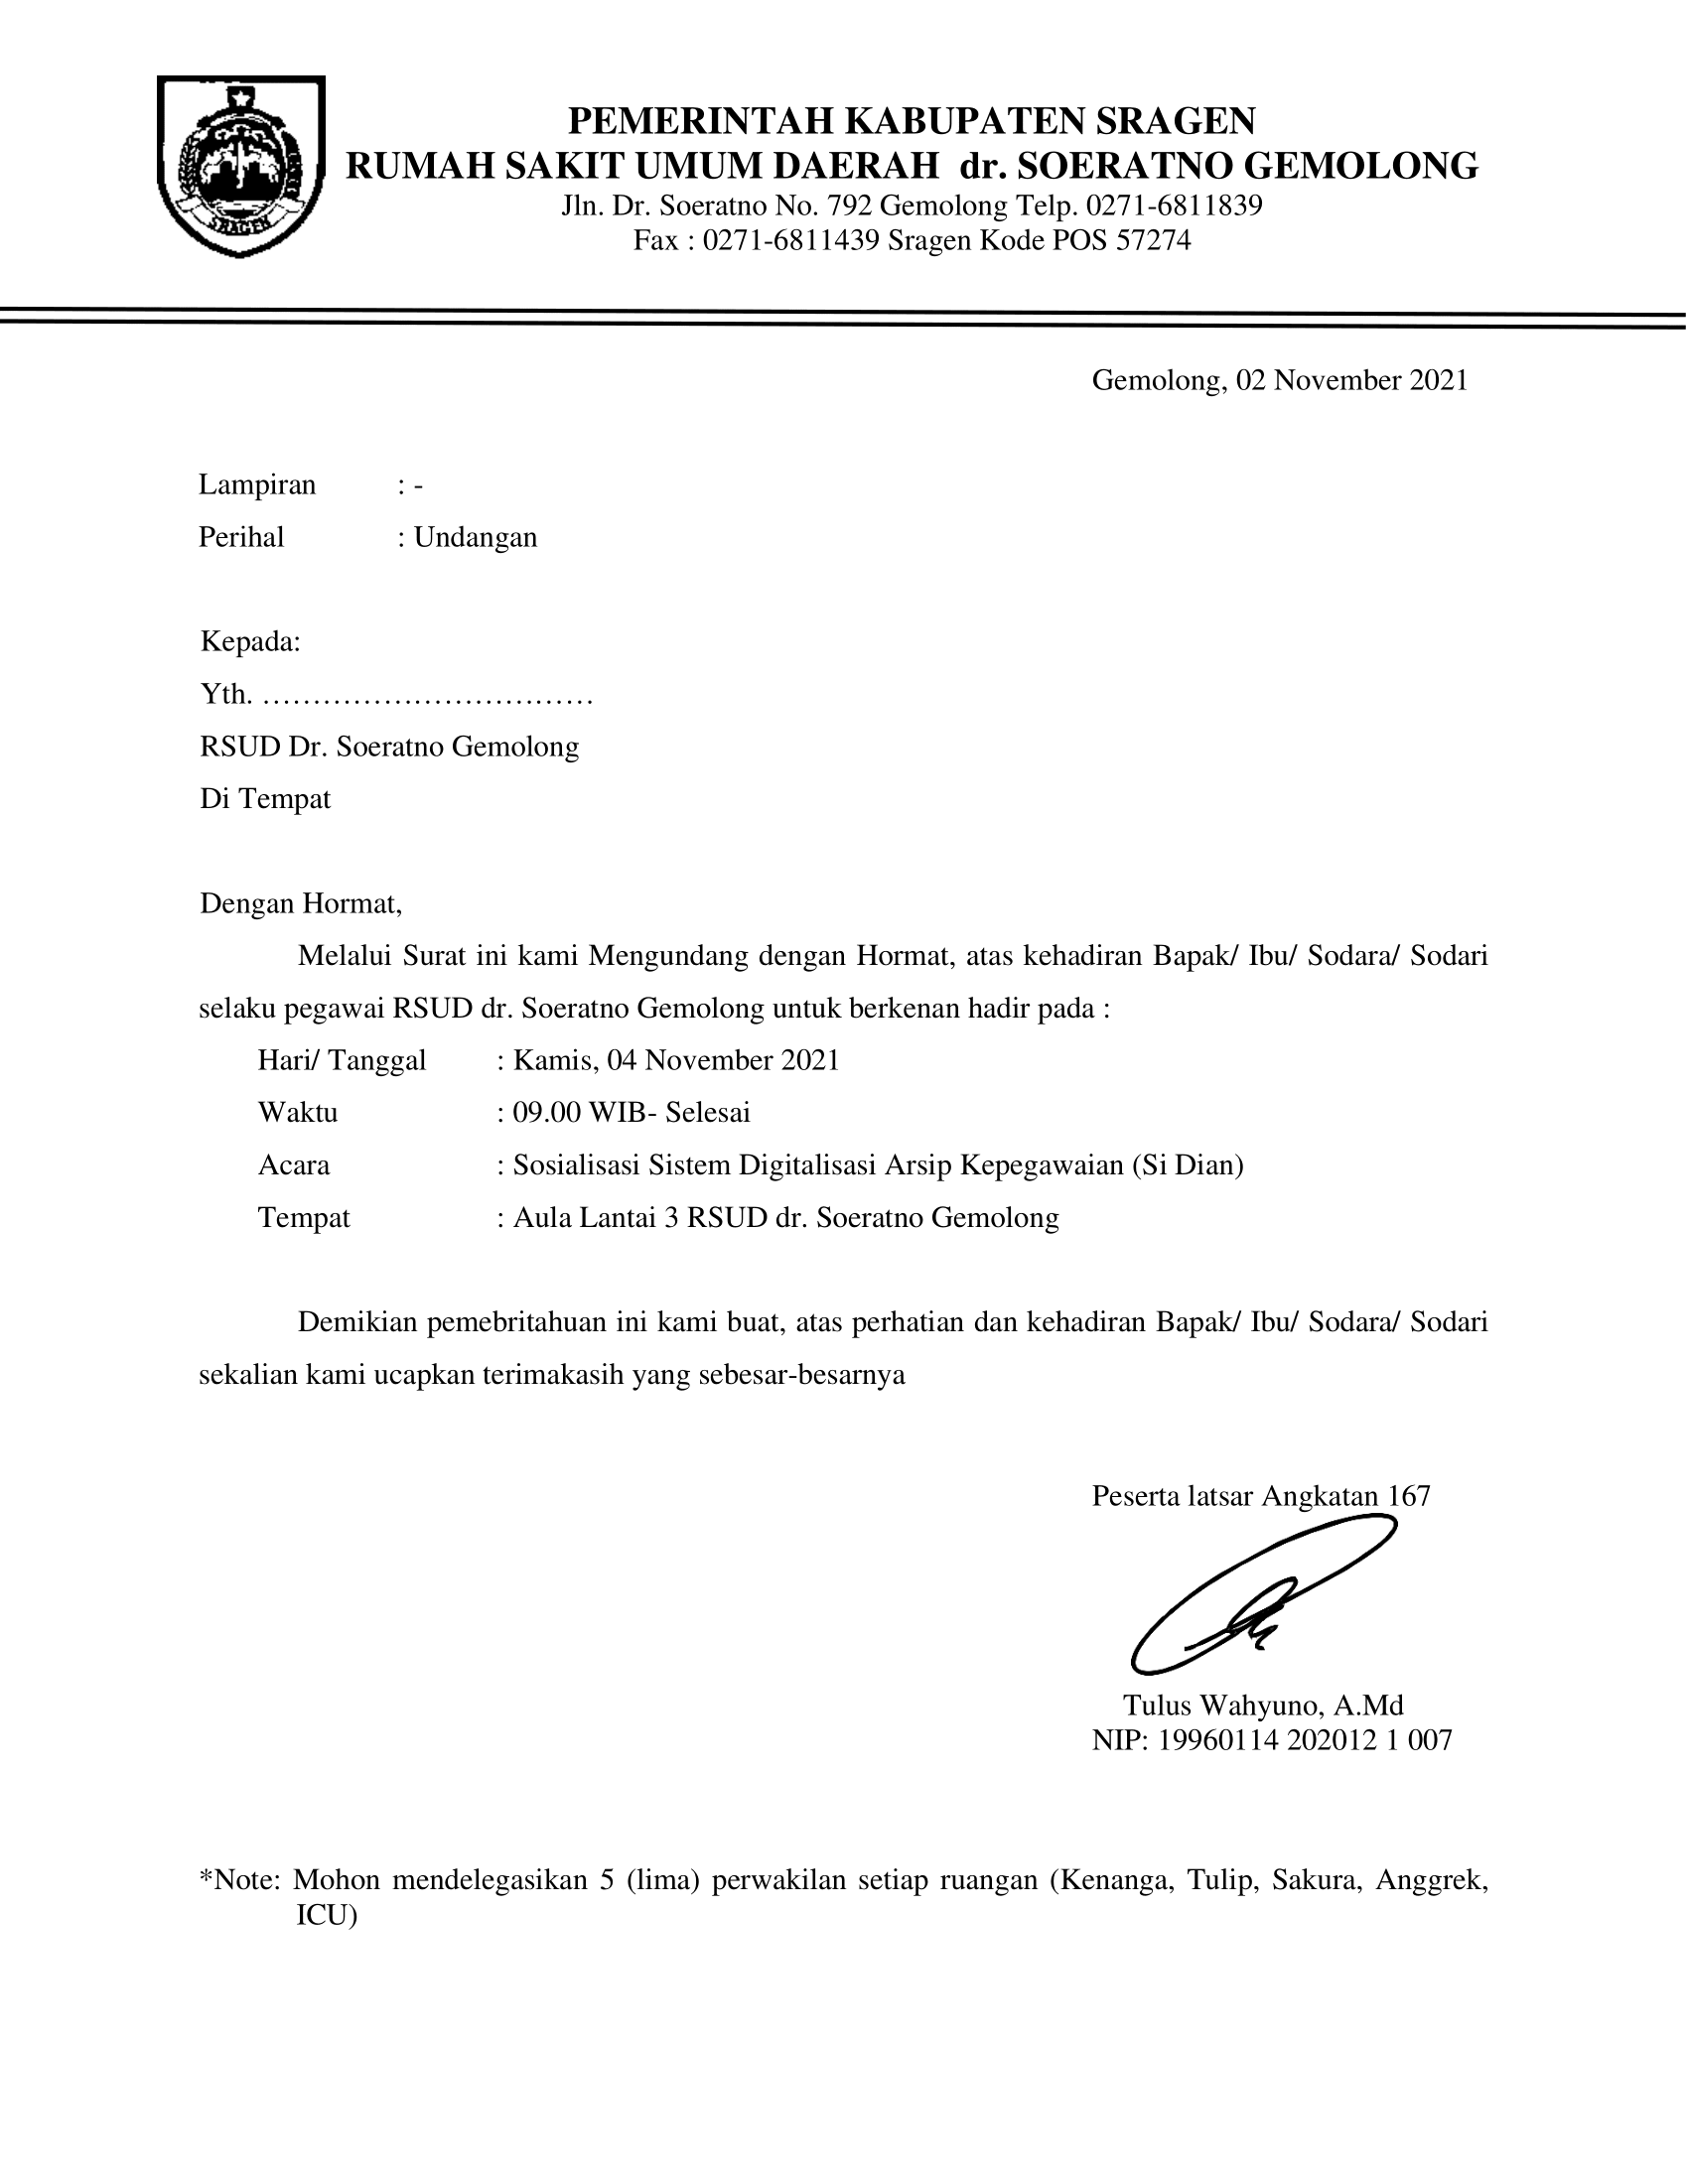 PEMERINTAH KABUPATEN SRAGEN
RUMAH SAKIT UMUM DAERAH dr. SOERATNO GEMOLONG
Jln. Dr. Soeratno No. 792 Gemolong Telp. 0271-6811839
Fax : 0271-6811439 Sragen Kode POS 57274
SRAGEN
Gemolong, 02 November 2021
Lampiran : -
Perihal : Undangan
Kepada:
Yth. ……………………………
RSUD Dr. Soeratno Gemolong
Di Tempat
Dengan Hormat,
Melalui Surat ini kami Mengundang dengan Hormat, atas kehadiran Bapak/ Ibu/ Sodara/ Sodari
selaku pegawai RSUD dr. Soeratno Gemolong untuk berkenan hadir pada :
Hari/ Tanggal : Kamis, 04 November 2021
Waktu : 09.00 WIB- Selesai
Acara : Sosialisasi Sistem Digitalisasi Arsip Kepegawaian (Si Dian)
Tempat : Aula Lantai 3 RSUD dr. Soeratno Gemolong
Demikian pemebritahuan ini kami buat, atas perhatian dan kehadiran Bapak/ Ibu/ Sodara/ Sodari
sekalian kami ucapkan terimakasih yang sebesar-besarnya
Peserta latsar Angkatan 167
Tulus Wahyuno, A.Md
NIP: 19960114 202012 1 007
*Note: Mohon mendelegasikan 5 (lima) perwakilan setiap ruangan (Kenanga, Tulip, Sakura, Anggrek,
ICU)